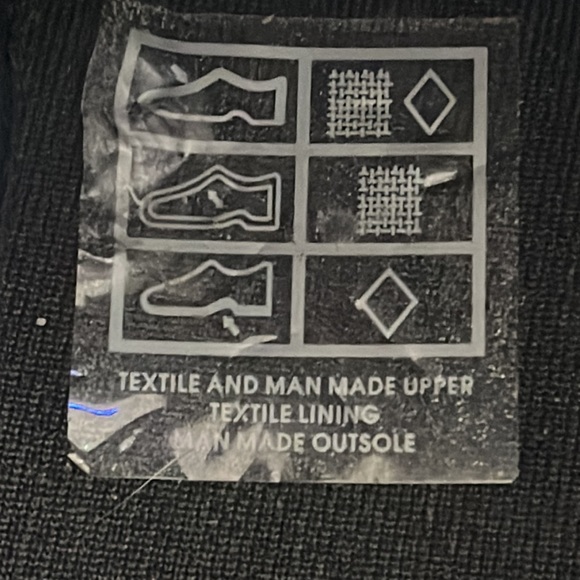 TEXTILE AND MAN MADE UPPER
TEXTILE LINING
MAN MADE OUTSOLE